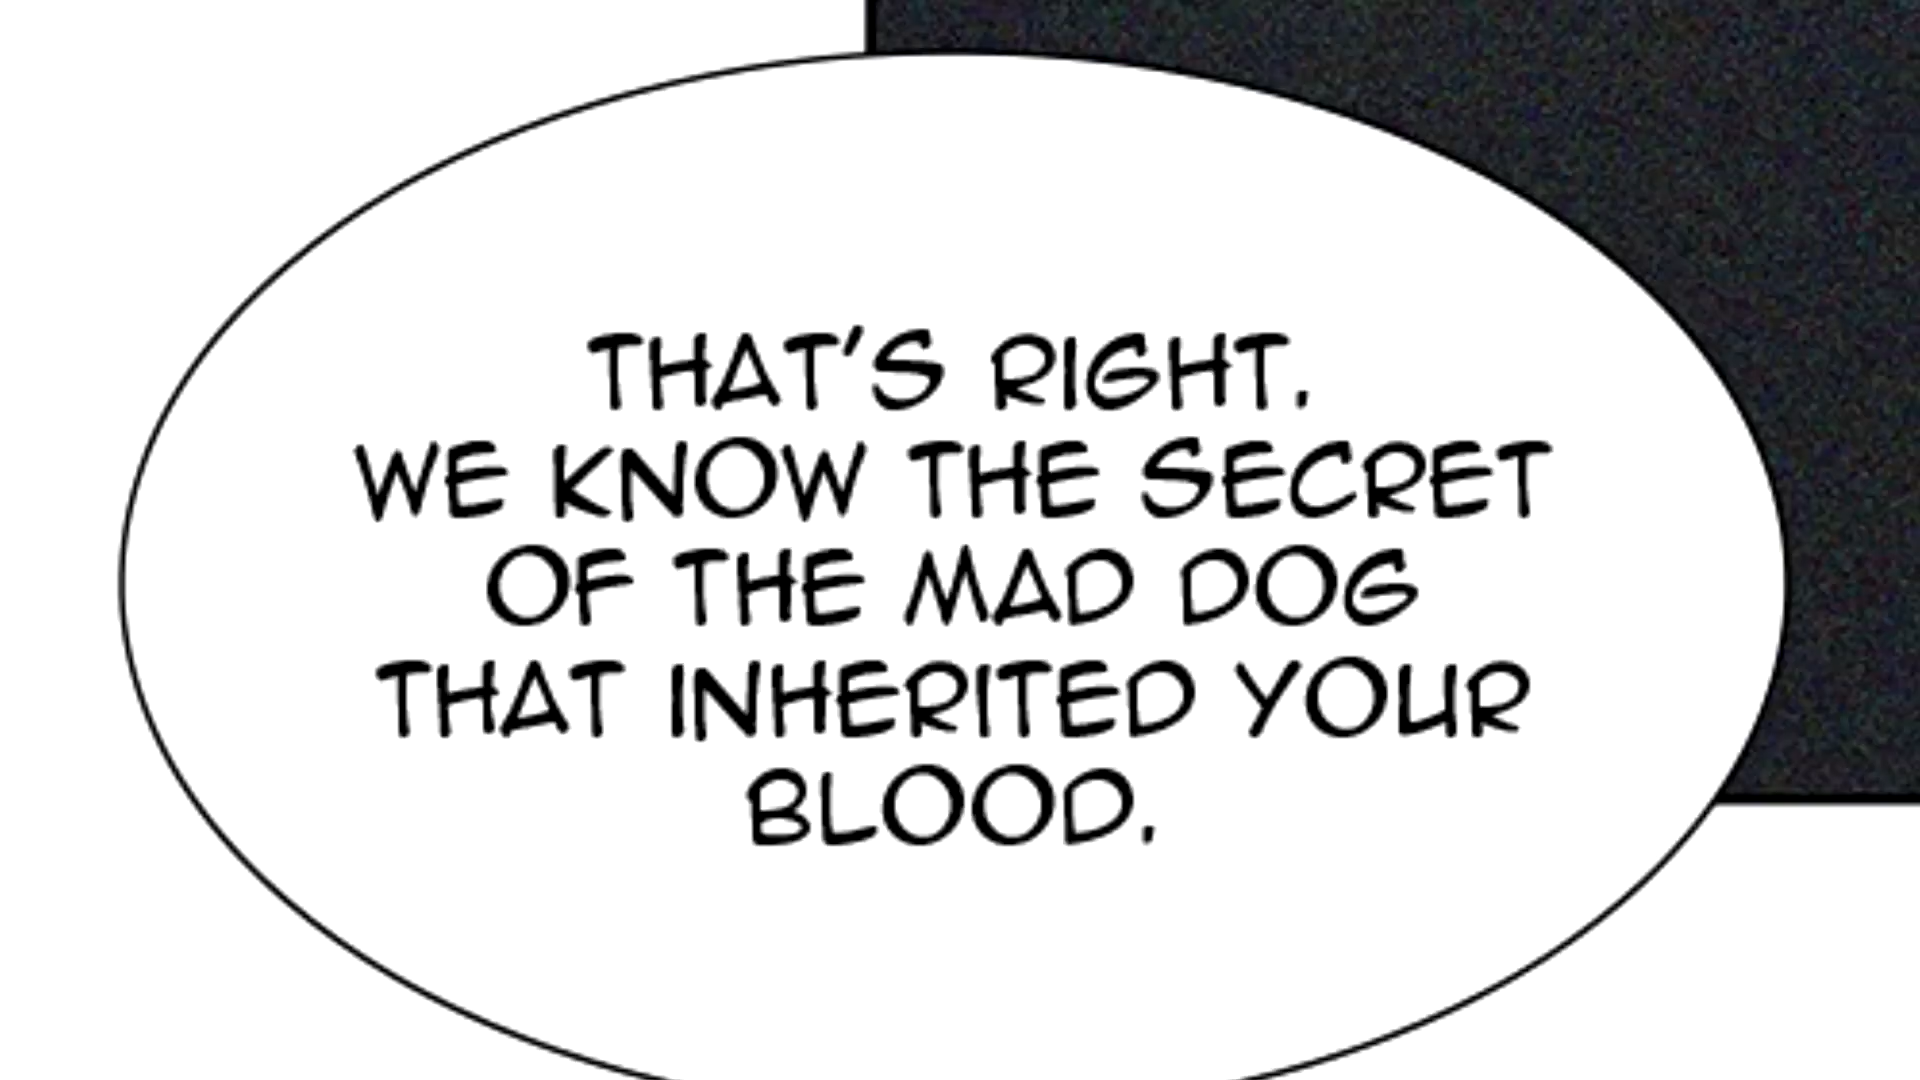 THAT'S RIGHT.
WE KNOW THE SECRET
OF THE MAD DOG
THAT INHERITED YOUR
BLOOD.